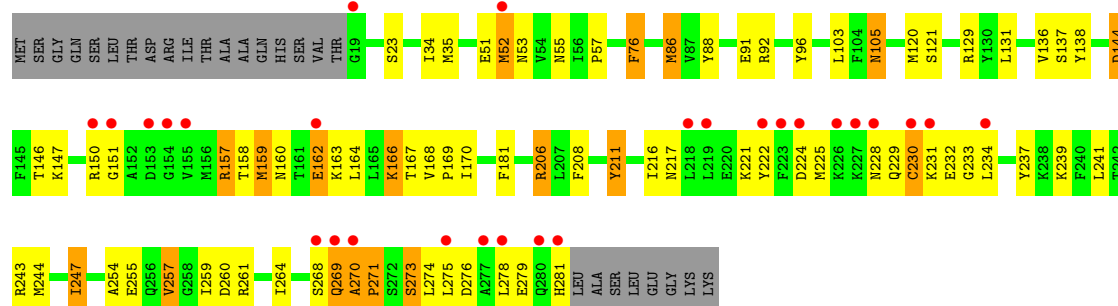 MET SER GLY GLN SER LEU THR ASP ARG ILE THR ALA ALA GLN HIS SER VAL THR G19 S23 I34 M35 E51 M52 N53 V54 N55 I56 P57 F76 M86 V87 Y88 E91 R92 Y96 L103 F104 N105 M120 S121 R129 Y130 L131 V136 S137 Y138 D144
F145 T146 K147 R150 G151 A152 D153 G154 V155 M156 R157 T158 M159 N160 T161 E162 K163 L164 L165 K166 T167 V168 P169 I170 F181 R206 L207 F208 Y211 I216 N217 L218 L219 E220 K221 Y222 F223 D224 M225 K226 K227 N228 Q229 C230 K231 E232 G233 L234 Y237 K238 K239 F240 L241 T242
R243 M244 I247 A254 E255 Q256 V257 G258 I259 D260 R261 I264 S268 Q269 A270 P271 S272 S273 L274 L275 D276 A277 L278 E279 Q280 H281 LEU ALA SER LEU GLU GLY LYS LYS